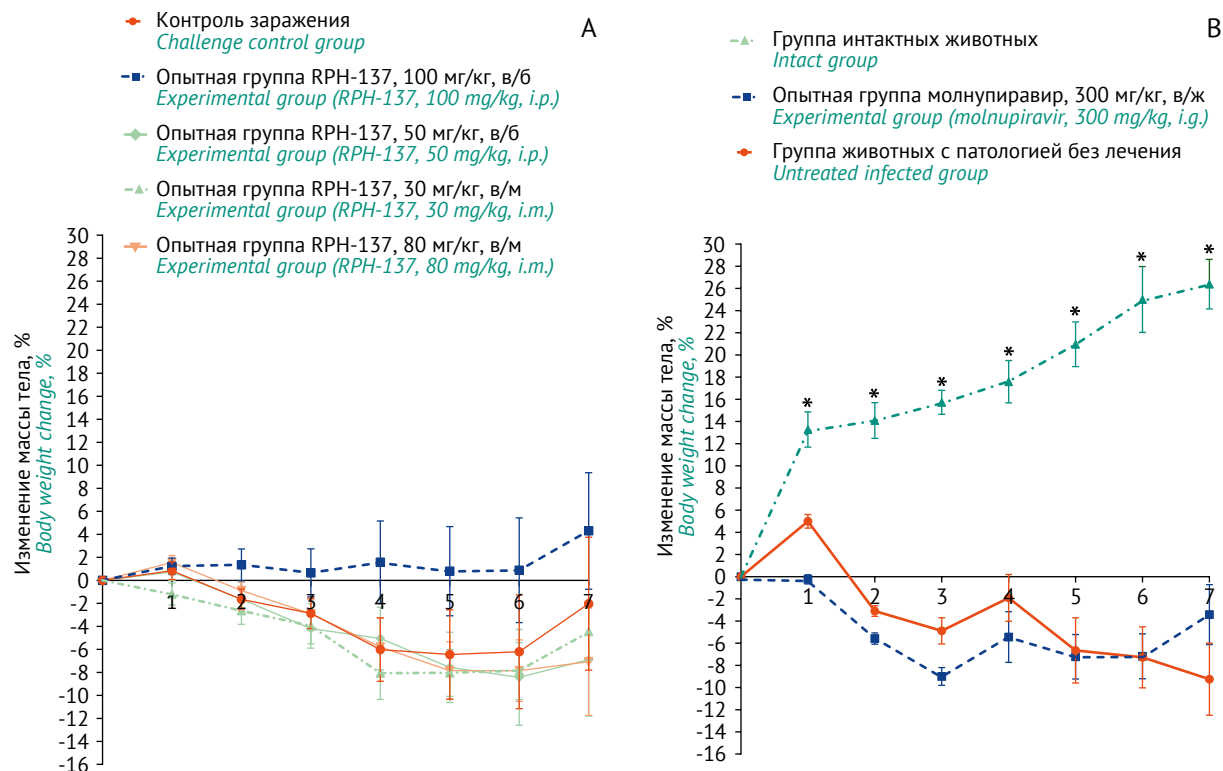 Контроль заражения
Challenge control group
Опытная группа RPH-137, 100 мг/кг, в/б
Experimental group (RPH-137, 100 mg/kg, i.p.)
Опытная группа RPH-137, 50 мг/кг, в/б
Experimental group (RPH-137, 50 mg/kg, i.p.)
Опытная группа RPH-137, 30 мг/кг, в/м
Experimental group (RPH-137, 30 mg/kg, i.m.)
Опытная группа RPH-137, 80 мг/кг, в/м
Experimental group (RPH-137, 80 mg/kg, i.m.)
A
Изменение массы тела, %
Body weight change, %
30
28
26
24
22
20
18
16
14
12
10
8
6
4
2
0
-2
-4
-6
-8
-10
-12
-14
-16
1
2
3
4
5
6
7
B
Группа интактных животных
Intact group
Опытная группа молнупиравир, 300 мг/кг, в/ж
Experimental group (molnupiravir, 300 mg/kg, i.g.)
Группа животных с патологией без лечения
Untreated infected group
Изменение массы тела, %
Body weight change, %
30
28
26
24
22
20
18
16
14
12
10
8
6
4
2
0
-2
-4
-6
-8
-10
-12
-14
-16
* * * * * * *
1
2
3
4
5
6
7